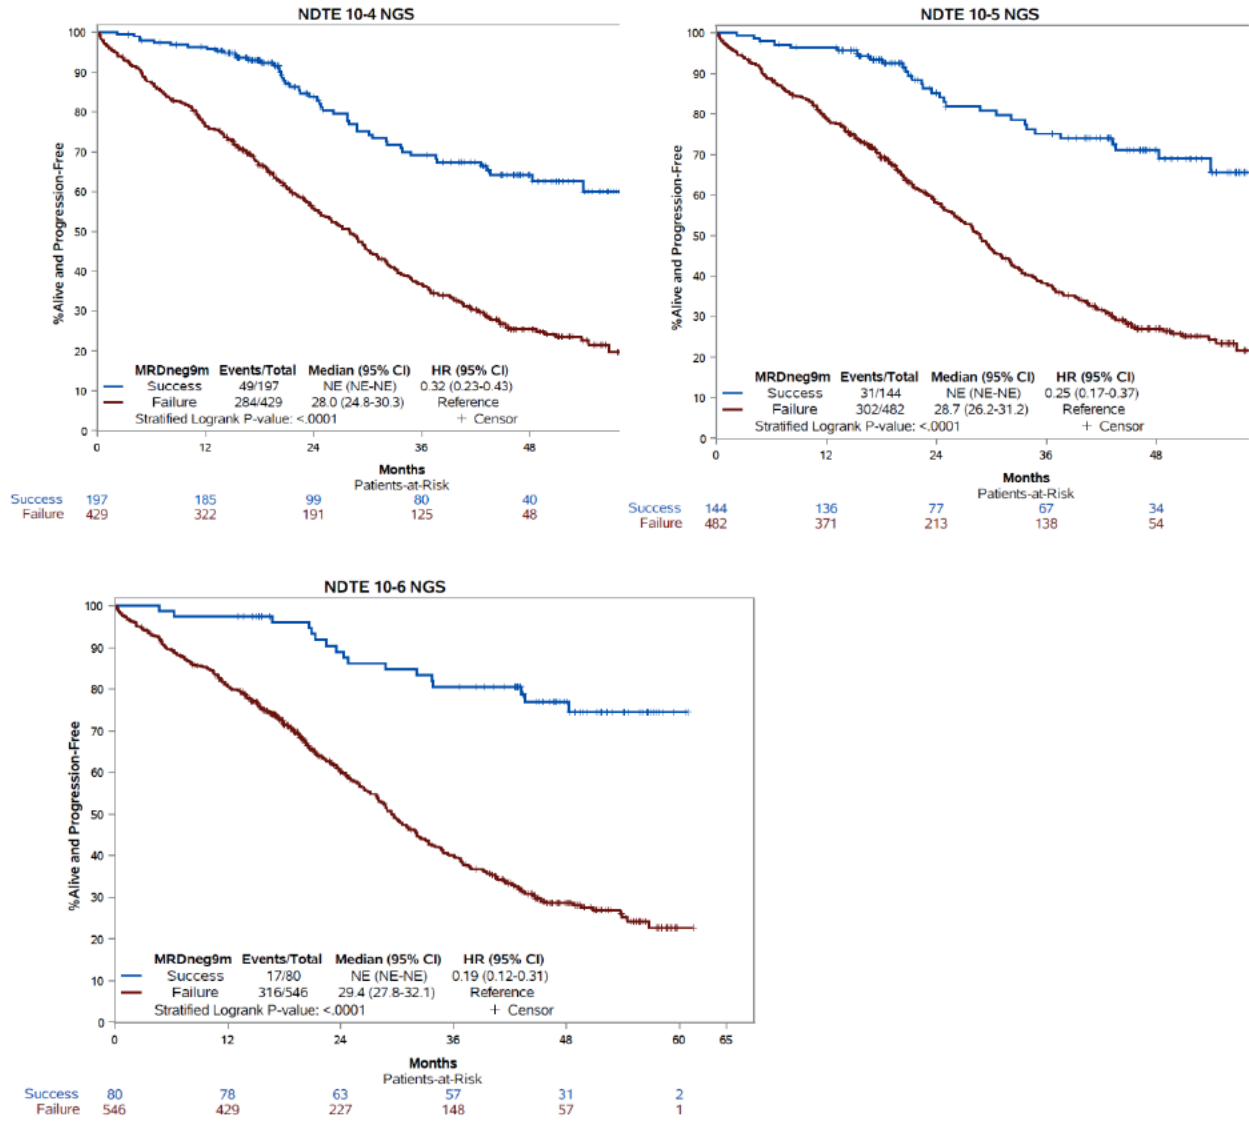 NDTE 10-4 NGS
%Alive and Progression-Free
100
90
80
70
60
50
40
30
20
10
0
MRDneg9m Events/Total Median (95% CI) HR (95% CI)
Success 49/197 NE (NE-NE) 0.32 (0.23-0.43)
Failure 284/429 28.0 (24.8-30.3) Reference
Stratified Logrank P-value: <.0001 + Censor
0 12 24 36 48
Months
Patients-at-Risk
Success 197 185 99 80 40
Failure 429 322 191 125 48
NDTE 10-5 NGS
%Alive and Progression-Free
100
90
80
70
60
50
40
30
20
10
0
MRDneg9m Events/Total Median (95% CI) HR (95% CI)
Success 31/144 NE (NE-NE) 0.25 (0.17-0.37)
Failure 302/482 28.7 (26.2-31.2) Reference
Stratified Logrank P-value: <.0001 + Censor
0 12 24 36 48
Months
Patients-at-Risk
Success 144 136 77 67 34
Failure 482 371 213 138 54
NDTE 10-6 NGS
%Alive and Progression-Free
100
90
80
70
60
50
40
30
20
10
0
MRDneg9m Events/Total Median (95% CI) HR (95% CI)
Success 17/80 NE (NE-NE) 0.19 (0.12-0.31)
Failure 316/546 29.4 (27.8-32.1) Reference
Stratified Logrank P-value: <.0001 + Censor
0 12 24 36 48 60 65
Months
Patients-at-Risk
Success 80 78 63 57 31 2
Failure 546 429 227 148 57 1